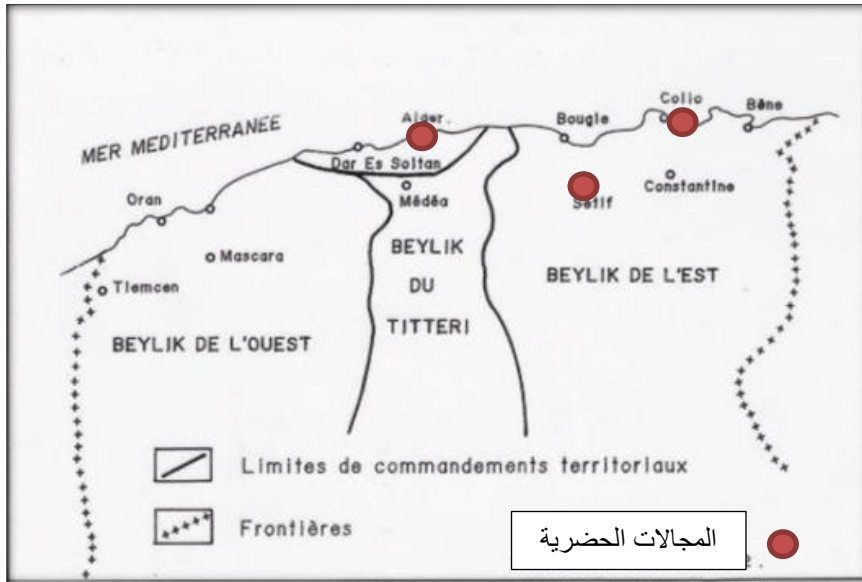 MER MEDITERRANEE
Alger.
Bougie
Collo
Bône
Dar Es Soltan
Oran
Médéa
Sétif
Constantine
Mascara
Tlemcen
BEYLIK
DU
TITTERI
BEYLIK DE L'EST
BEYLIK DE L'OUEST
Limites de commandements territoriaux
Frontières
المجالات الحضرية